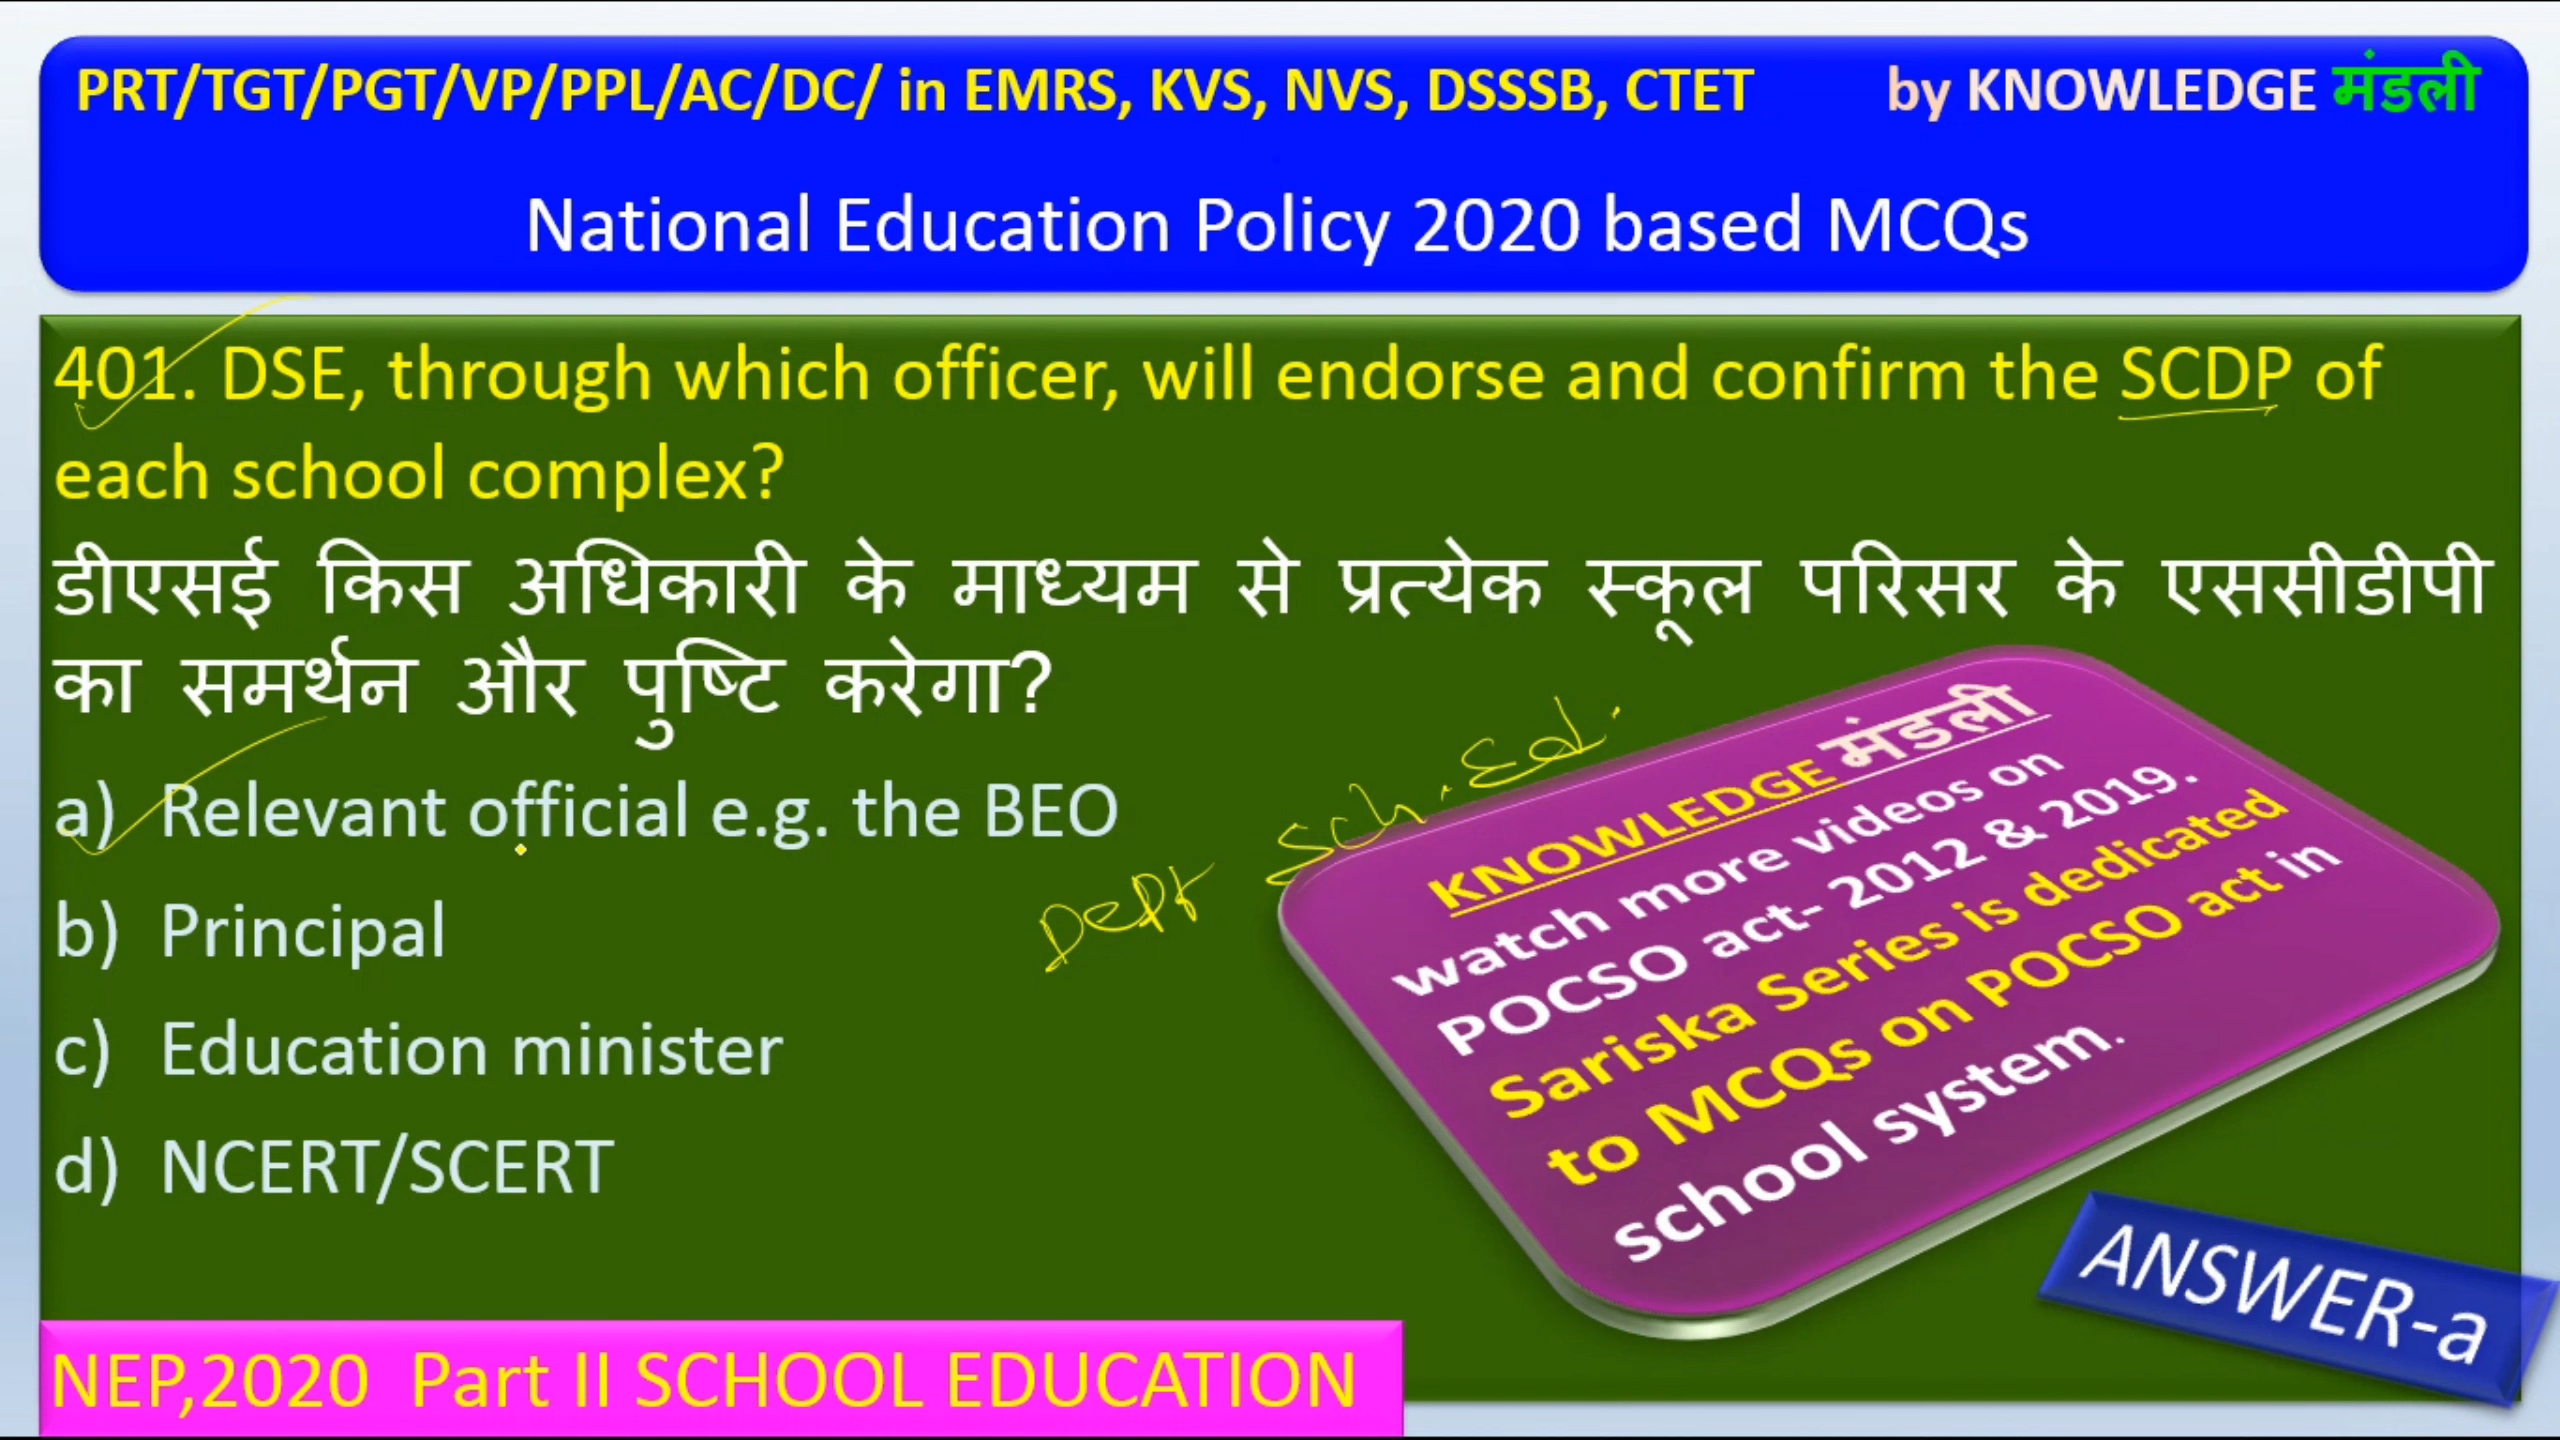 PRT/TGT/PGT/VP/PPL/AC/DC/ in EMRS, KVS, NVS, DSSSB, CTET by KNOWLEDGE मंडली
National Education Policy 2020 based MCQs
401. DSE, through which officer, will endorse and confirm the SCDP of
each school complex?
डीएसई किस अधिकारी के माध्यम से प्रत्येक स्कूल परिसर के एससीडीपी
का समर्थन और पुष्टि करेगा?
a) Relevant official e.g. the BEO
b) Principal
c) Education minister
d) NCERT/SCERT
Dept Sch. Ed.
KNOWLEDGE मंडली
watch more videos on
POCSO act- 2012 & 2019.
Sariska Series is dedicated
to MCQs on POCSO act in
school system.
ANSWER-a
NEP,2020 Part II SCHOOL EDUCATION